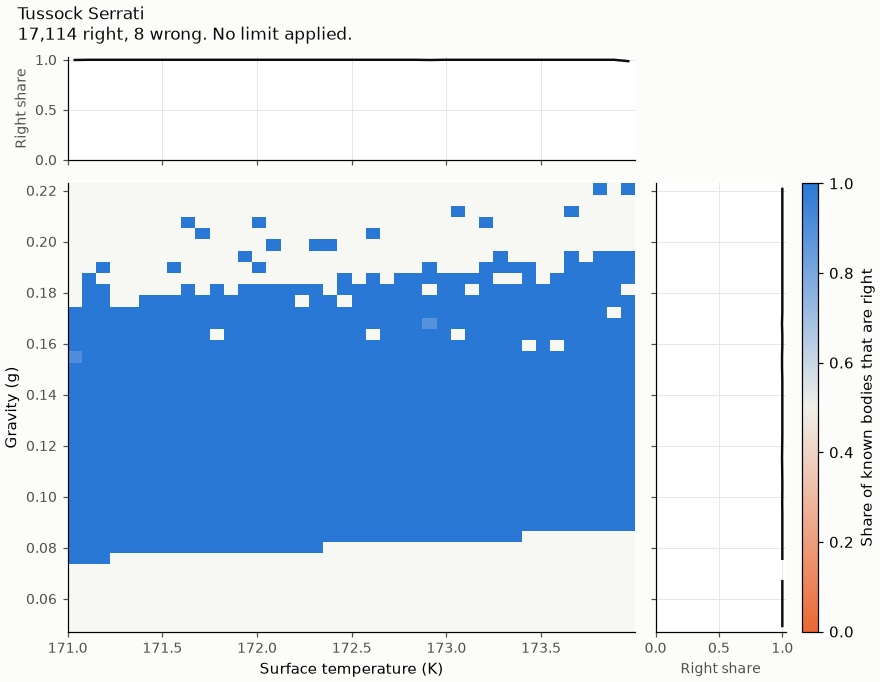 Tussock Serrati
17,114 right, 8 wrong. No limit applied.
Right share
1.0
0.5
0.0
Gravity (g)
0.22
0.20
0.18
0.16
0.14
0.12
0.10
0.08
0.06
171.0 171.5 172.0 172.5 173.0 173.5
Surface temperature (K)
0.0 0.5 1.0
Right share
1.0
0.8
0.6
0.4
0.2
0.0
Share of known bodies that are right